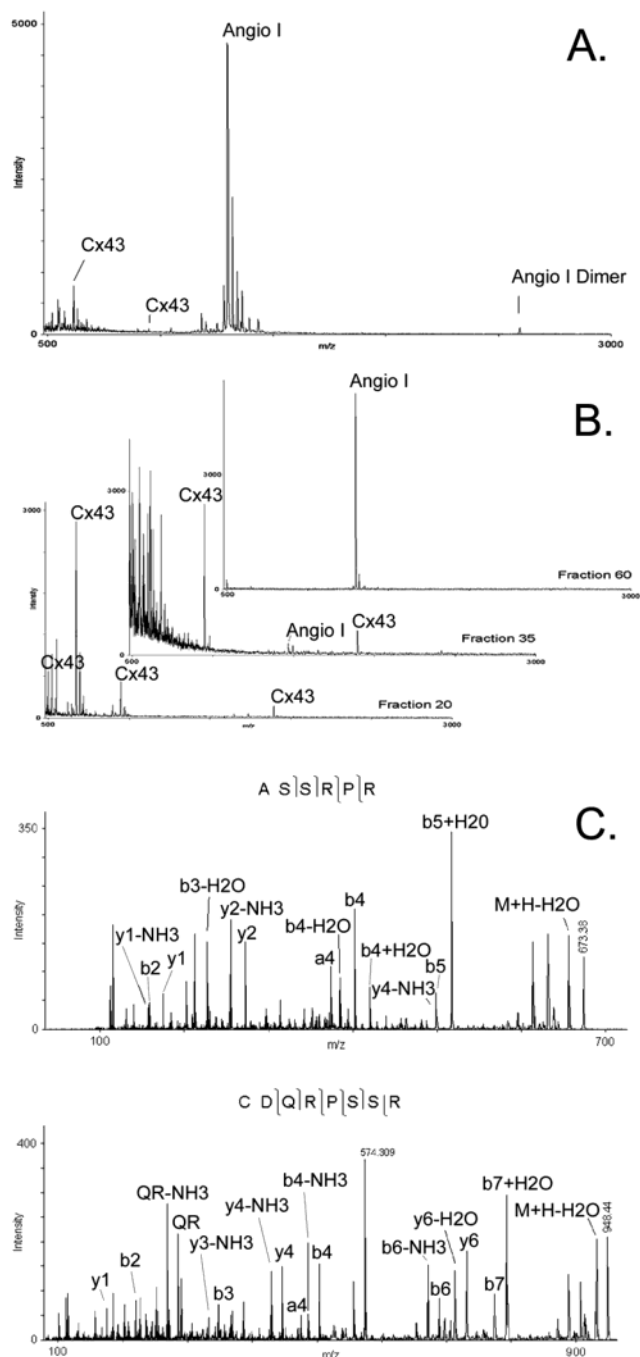 A.
5000
Intensity
0
Angio I
Cx43
Cx43
Angio I Dimer
500
m/z
3000
B.
Angio I
3000
0
500
Fraction 60
3000
3000
Cx43
Angio I
Cx43
0
500
Fraction 35
3000
3000
Intensity
Cx43
Cx43
Cx43
Cx43
0
500
m/z
Fraction 20
3000
C.
A S S R P R
350
Intensity
0
y1-NH3
b2
y1
b3-H2O
y2-NH3
y2
b4-H2O
a4
b4
b4+H2O
y4-NH3
b5
b5+H20
M+H-H2O
673.38
100
m/z
700
C D Q R P S S R
400
Intensity
0
y1
b2
QR-NH3
QR
y3-NH3
b3
y4-NH3
y4
a4
b4-NH3
b4
574.309
b6-NH3
b6
y6-H2O
y6
b7
b7+H2O
M+H-H2O
948.44
100
m/z
900